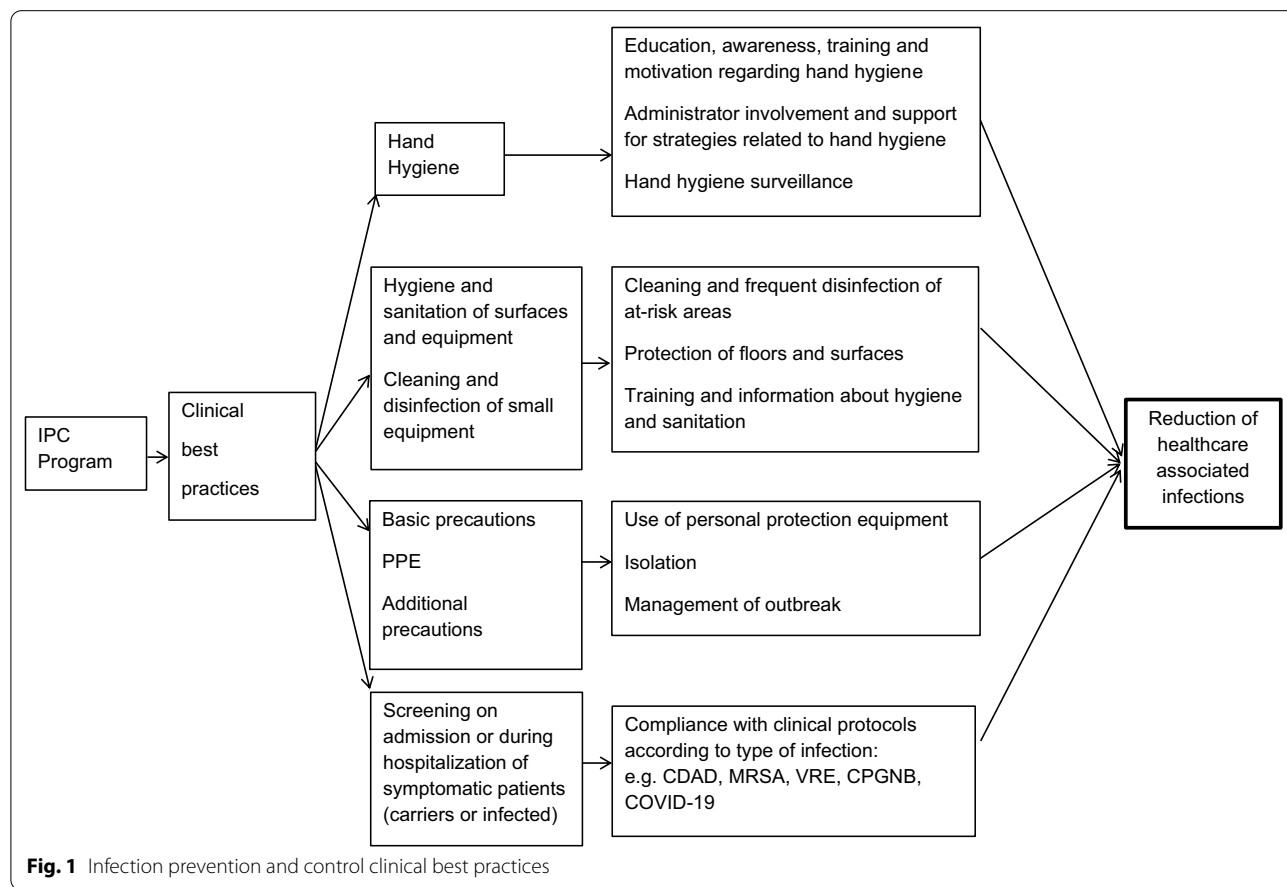 IPC
Program
Clinical
best
practices
Hand
Hygiene
Education, awareness, training and
motivation regarding hand hygiene
Administrator involvement and support
for strategies related to hand hygiene
Hand hygiene surveillance
Hygiene and
sanitation of surfaces
and equipment
Cleaning and
disinfection of small
equipment
Cleaning and frequent disinfection of
at-risk areas
Protection of floors and surfaces
Training and information about hygiene
and sanitation
Basic precautions
PPE
Additional
precautions
Use of personal protection equipment
Isolation
Management of outbreak
Screening on
admission or during
hospitalization of
symptomatic patients
(carriers or infected)
Compliance with clinical protocols
according to type of infection:
e.g. CDAD, MRSA, VRE, CPGNB,
COVID-19
Reduction of
healthcare
associated
infections
Fig. 1 Infection prevention and control clinical best practices